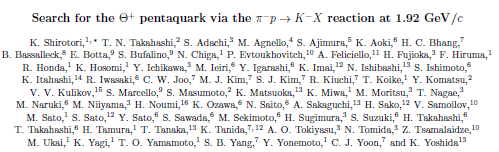 Search for the Θ⁺ pentaquark via the π⁻p → K⁻X reaction at 1.92 GeV/c
K. Shirotori,¹,* T. N. Takahashi,² S. Adachi,³ M. Agnello,⁴ S. Ajimura,⁵ K. Aoki,⁶ H. C. Bhang,⁷
B. Bassalleck,⁸ E. Botta,⁹ S. Bufalino,⁹ N. Chiga,¹ P. Evtoukhovitch,¹⁰ A. Feliciello,¹¹ H. Fujioka,³ F. Hiruma,¹
R. Honda,¹ K. Hosomi,¹ Y. Ichikawa,³ M. Ieiri,⁶ Y. Igarashi,⁶ K. Imai,¹² N. Ishibashi,¹³ S. Ishimoto,⁶
K. Itahashi,¹⁴ R. Iwasaki,⁶ C. W. Joo,⁷ M. J. Kim,⁷ S. J. Kim,⁷ R. Kiuchi,⁷ T. Koike,¹ Y. Komatsu,²
V. V. Kulikov,¹⁵ S. Marcello,⁹ S. Masumoto,² K. Matsuoka,¹³ K. Miwa,¹ M. Moritsu,³ T. Nagae,³
M. Naruki,⁶ M. Niiyama,³ H. Noumi,¹⁶ K. Ozawa,⁶ N. Saito,⁶ A. Sakaguchi,¹³ H. Sako,¹² V. Samoilov,¹⁰
M. Sato,¹ S. Sato,¹² Y. Sato,⁶ S. Sawada,⁶ M. Sekimoto,⁶ H. Sugimura,³ S. Suzuki,⁶ H. Takahashi,⁶
T. Takahashi,⁶ H. Tamura,¹ T. Tanaka,¹³ K. Tanida,⁷,¹² A. O. Tokiyasu,³ N. Tomida,³ Z. Tsamalaidze,¹⁰
M. Ukai,¹ K. Yagi,¹ T. O. Yamamoto,¹ S. B. Yang,⁷ Y. Yonemoto,¹ C. J. Yoon,⁷ and K. Yoshida¹³